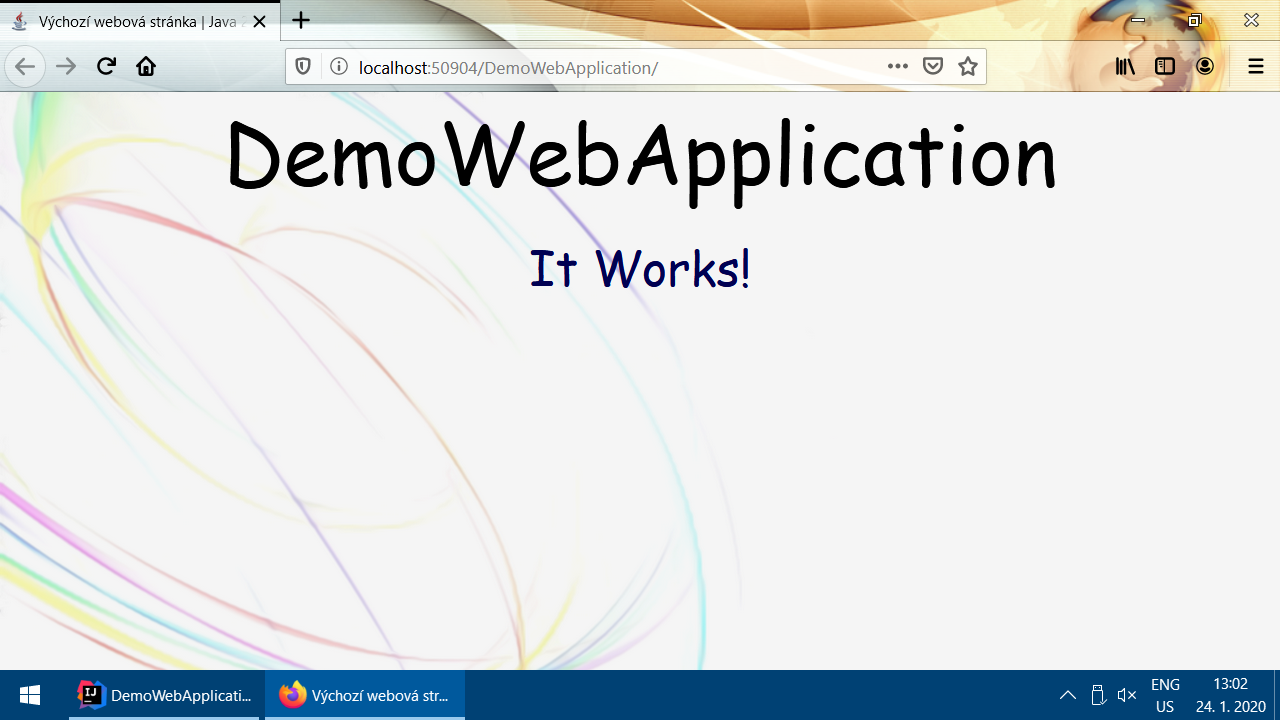 Výchozí webová stránka | Java
localhost:50904/DemoWebApplication/
DemoWebApplication
It Works!
IJ
DemoWebApplicati...
Výchozí webová str...
ENG
US
13:02
24. 1. 2020